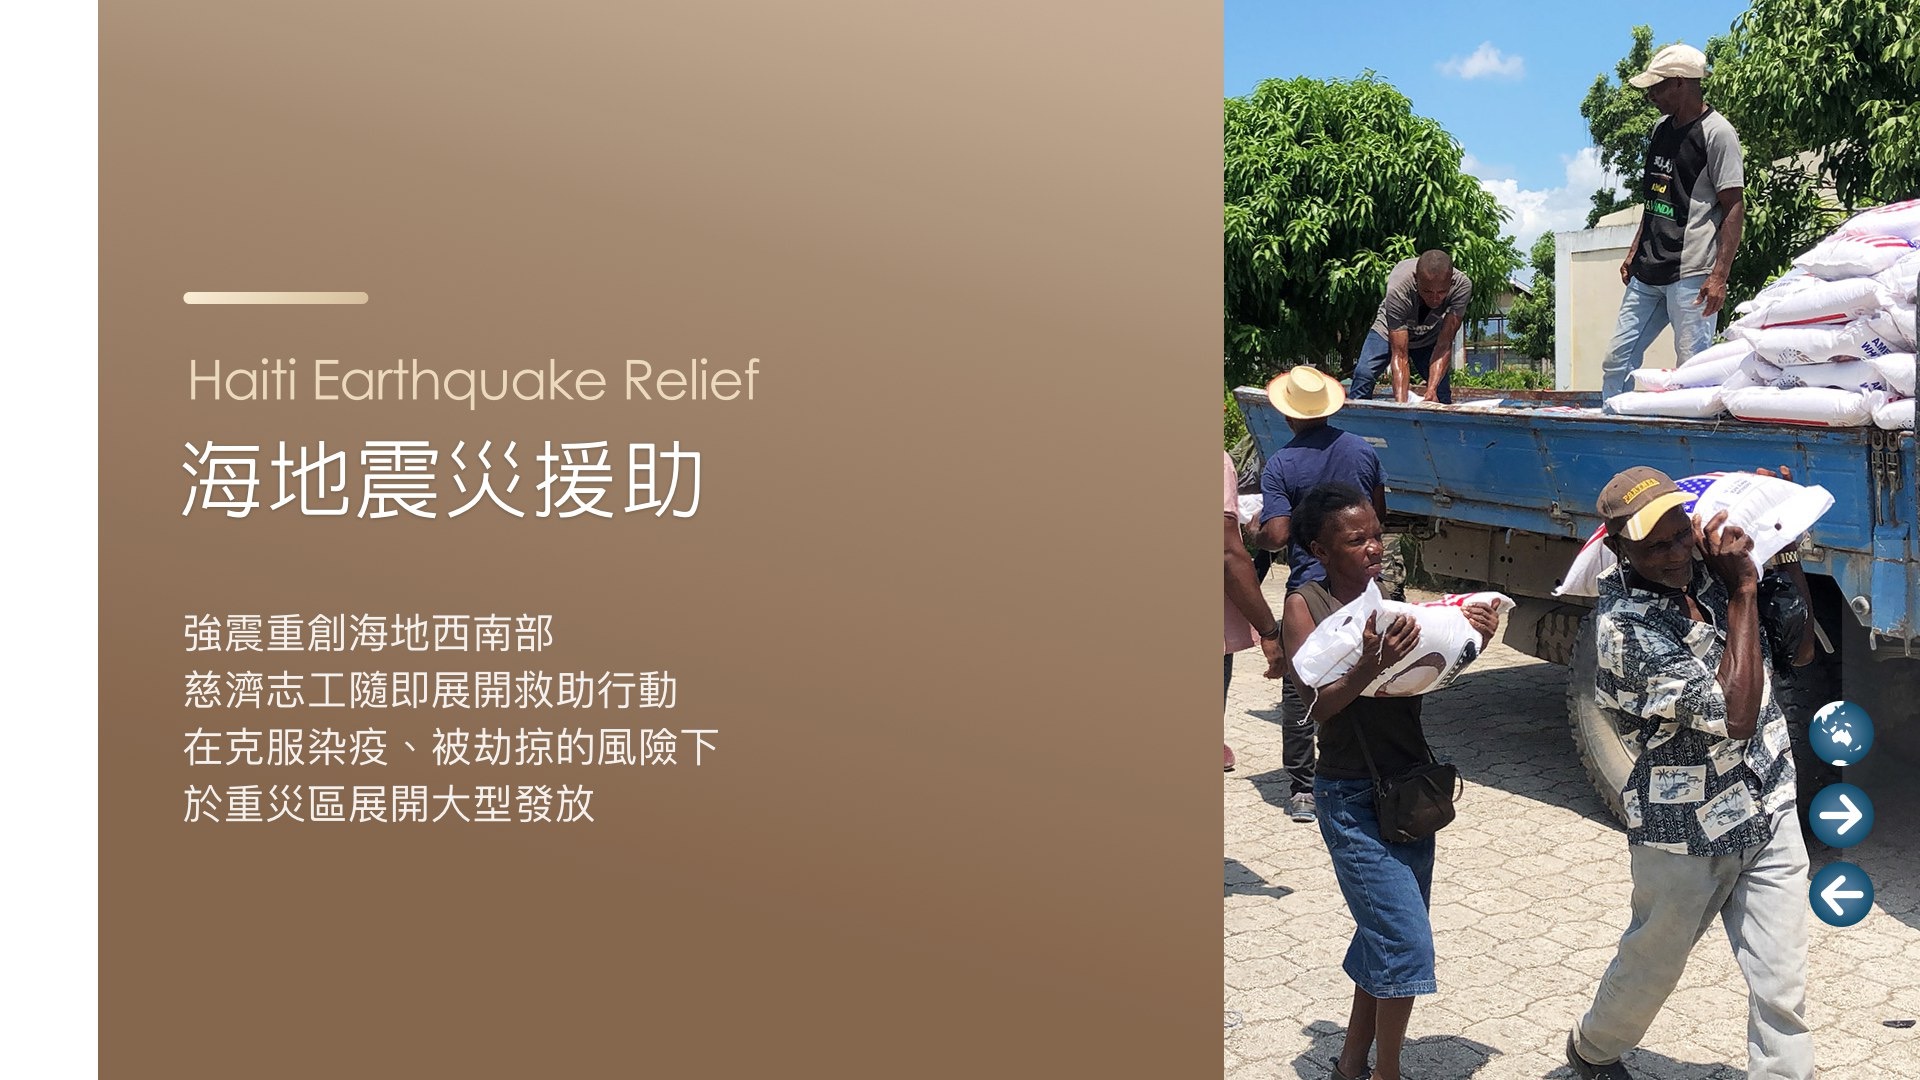 Haiti Earthquake Relief
海地震災援助
強震重創海地西南部
慈濟志工隨即展開救助行動
在克服染疫、被劫掠的風險下
於重災區展開大型發放